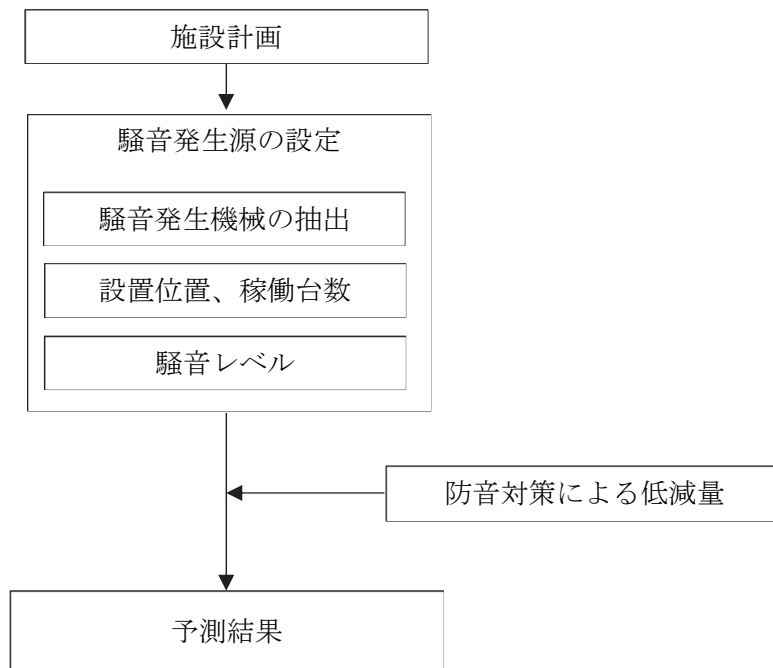 施設計画
騒音発生源の設定
騒音発生機械の抽出
設置位置、稼働台数
騒音レベル
防音対策による低減量
予測結果